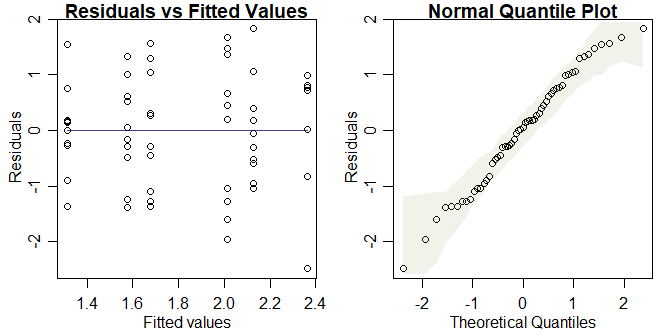 Residuals vs Fitted Values
Residuals
2
1
0
-1
-2
1.4 1.6 1.8 2.0 2.2 2.4
Fitted values
Normal Quantile Plot
Residuals
2
1
0
-1
-2
-2 -1 0 1 2
Theoretical Quantiles